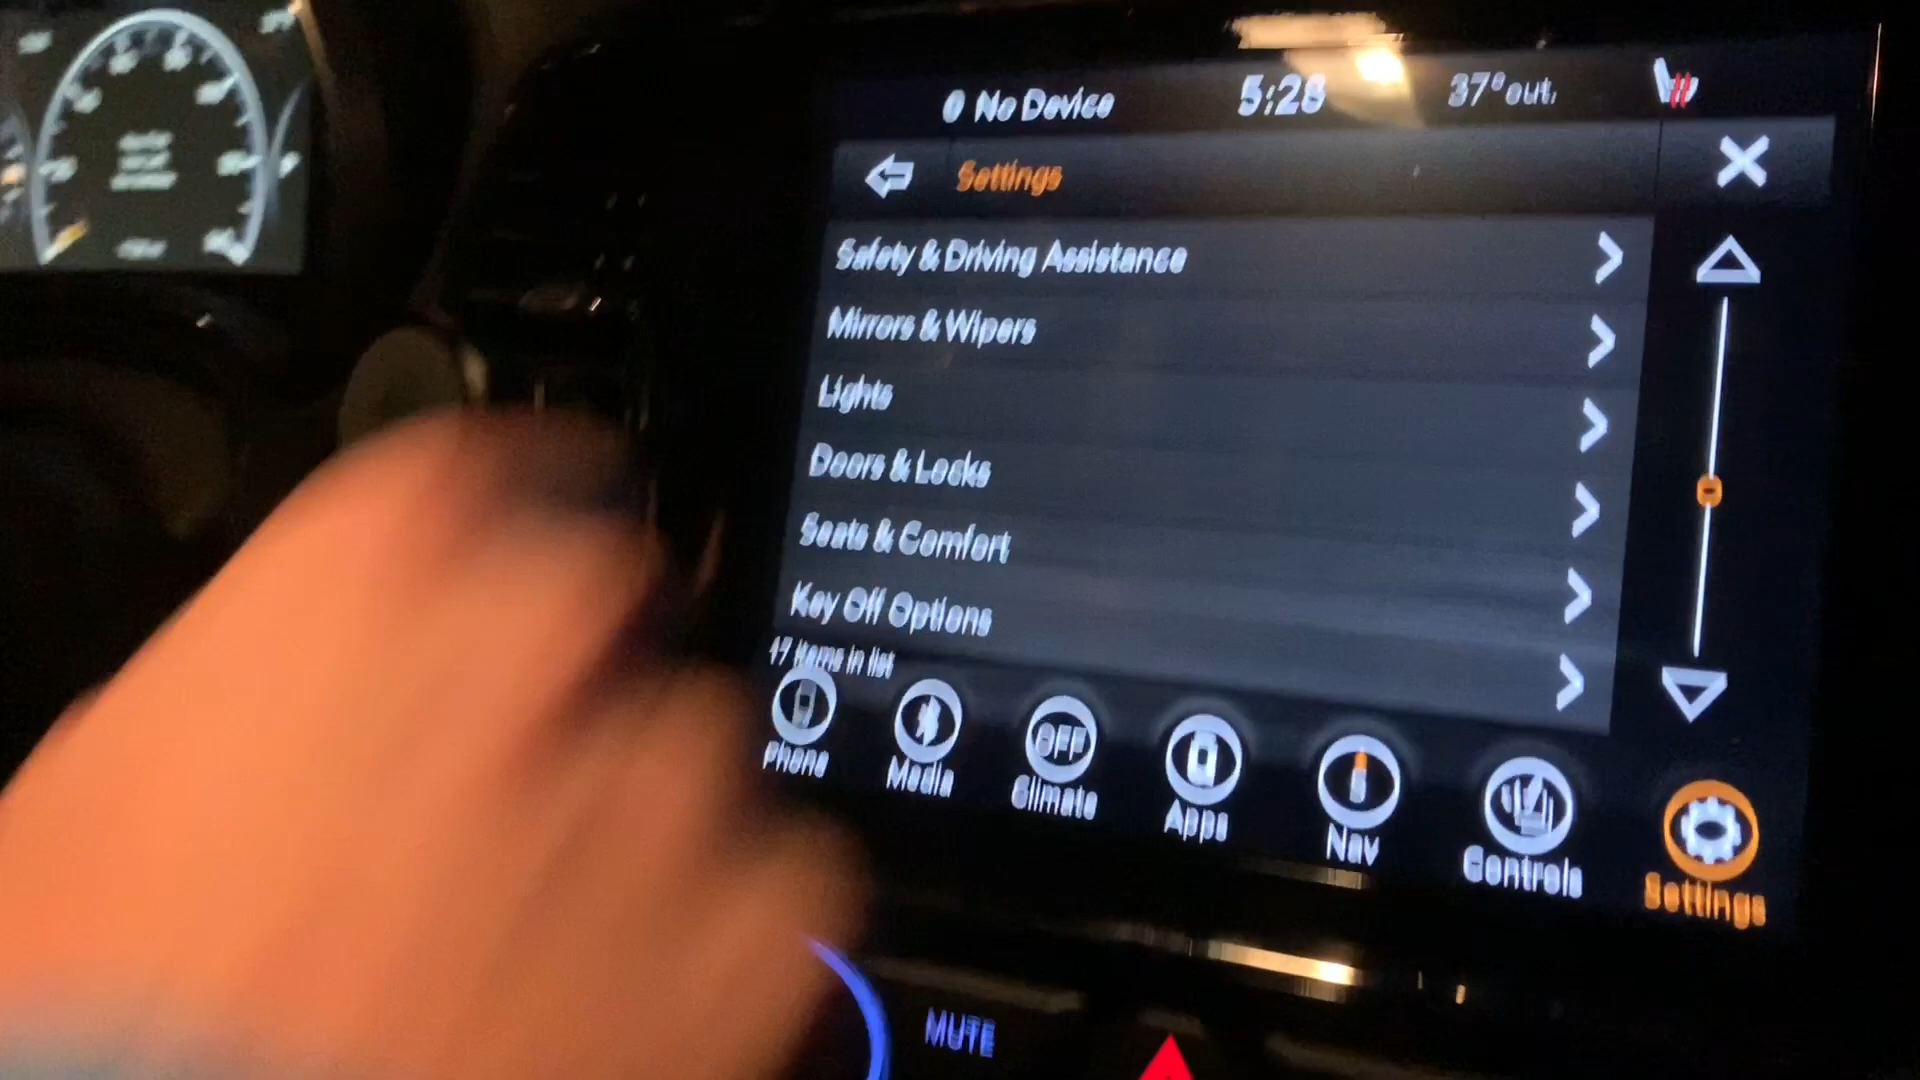 0 No Device 5:28 37°out.
Settings
Safety & Driving Assistance
Mirrors & Wipers
Lights
Doors & Locks
Seats & Comfort
Key Off Options
17 items in list
Phone Media OFF Climate Apps Nav Controls Settings
MUTE